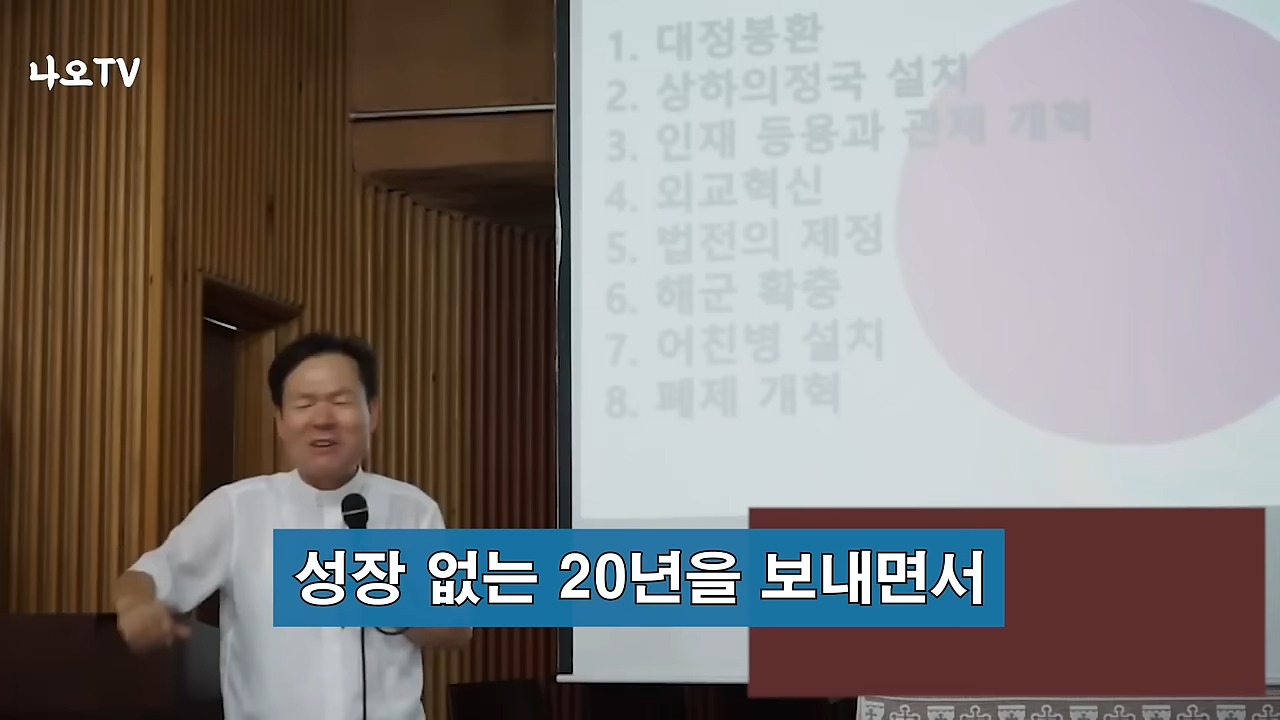 나오TV
1. 대정봉환
2. 상하의정국 설치
3. 인재 등용과 관제 개혁
4. 외교혁신
5. 법전의 제정
6. 해군 확충
7. 어친병 설치
8. 폐제 개혁
성장 없는 20년을 보내면서